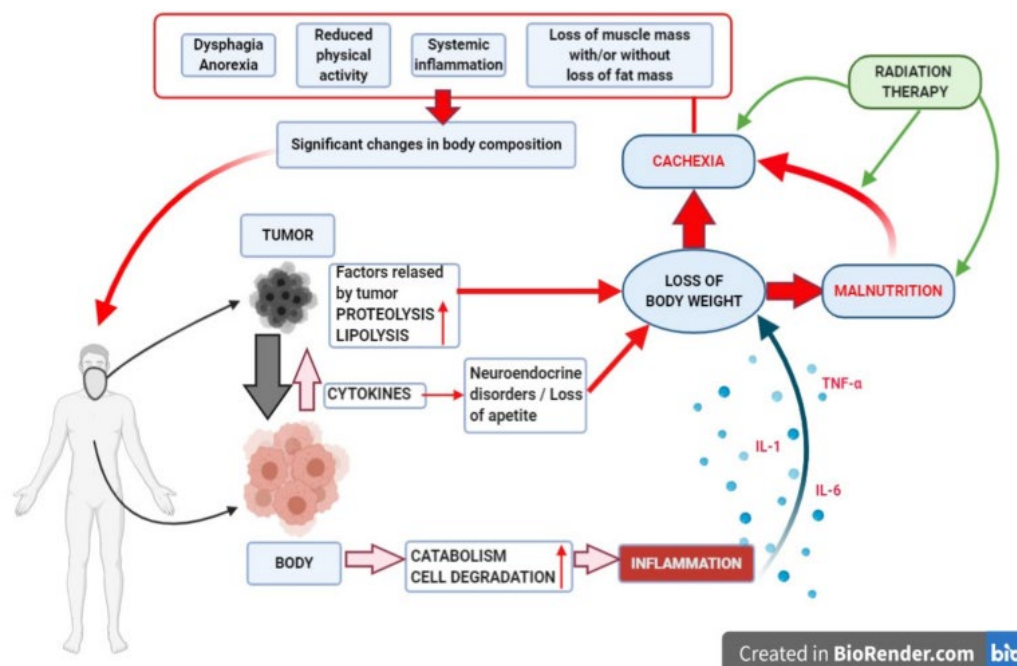 Dysphagia
Anorexia
Reduced
physical
activity
Systemic
inflammation
Loss of muscle mass
with/or without
loss of fat mass
RADIATION
THERAPY
Significant changes in body composition
CACHEXIA
TUMOR
Factors relased
by tumor
PROTEOLYSIS
LIPOLYSIS
LOSS OF
BODY WEIGHT
MALNUTRITION
CYTOKINES
Neuroendocrine
disorders / Loss
of apetite
TNF-α
IL-1
IL-6
BODY
CATABOLISM
CELL DEGRADATION
INFLAMMATION
Created in BioRender.com bio